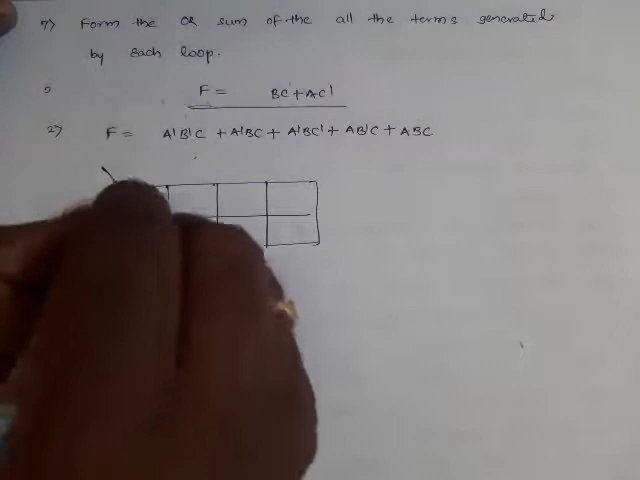 7) Form the OR sum of the all the terms generated
by each loop.
F = BC'+AC'
2) F = A'B'C + A'BC + A'BC' + AB'C + ABC